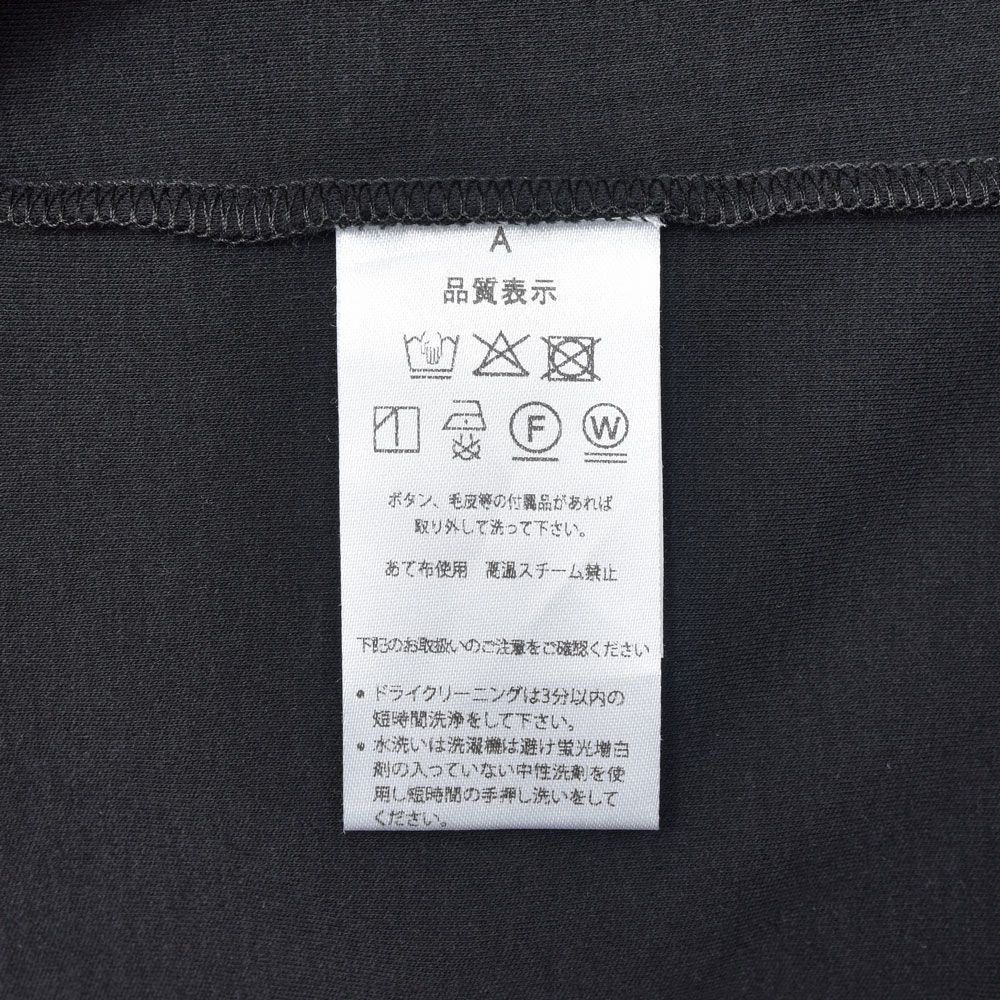 A
品質表示
F W
ボタン、毛皮等の付属品があれば
取り外して洗って下さい。
あて布使用 高温スチーム禁止
下記のお取扱いのご注意をご確認ください
• ドライクリーニングは3分以内の
短時間洗浄をして下さい。
• 水洗いは洗濯機は避け蛍光増白
剤の入っていない中性洗剤を使
用し短時間の手押し洗いをして
ください。